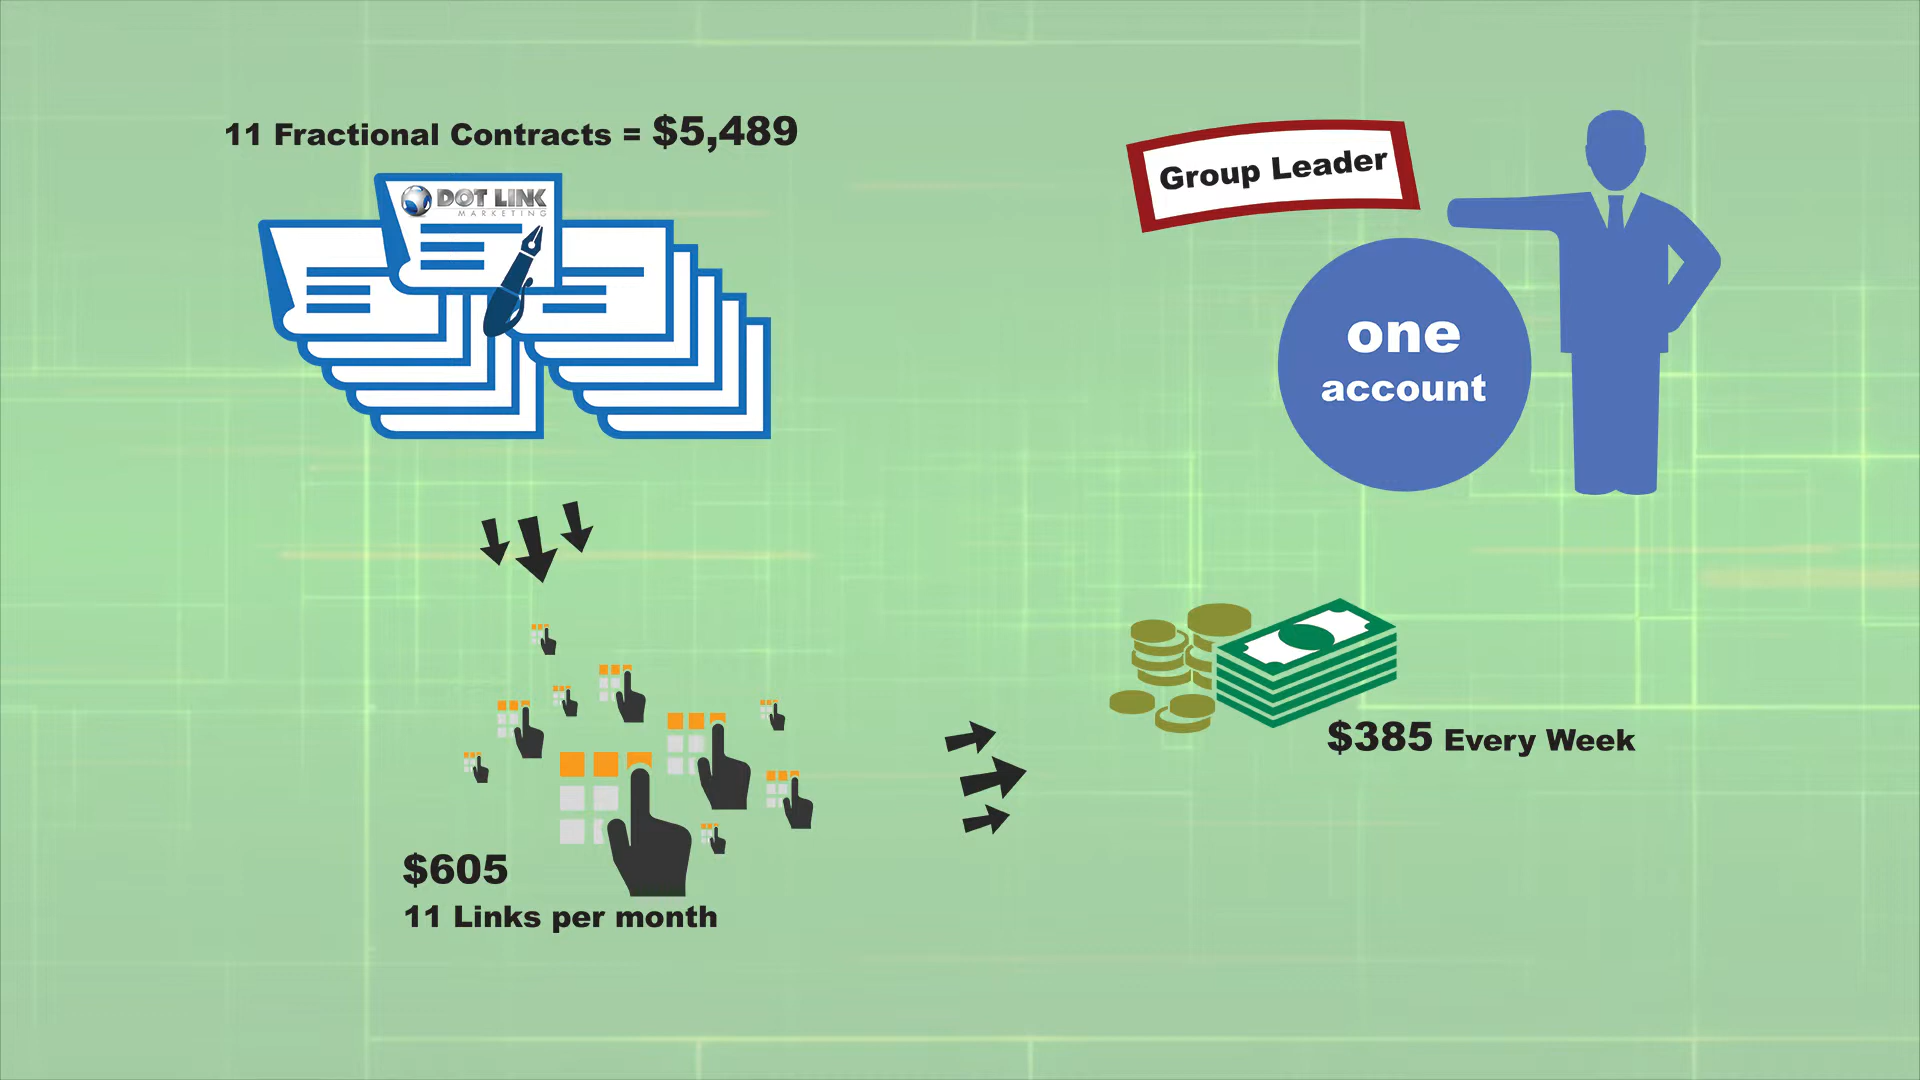 11 Fractional Contracts = $5,489
DOT LINK
MARKETING
Group Leader
one
account
$385 Every Week
$605
11 Links per month